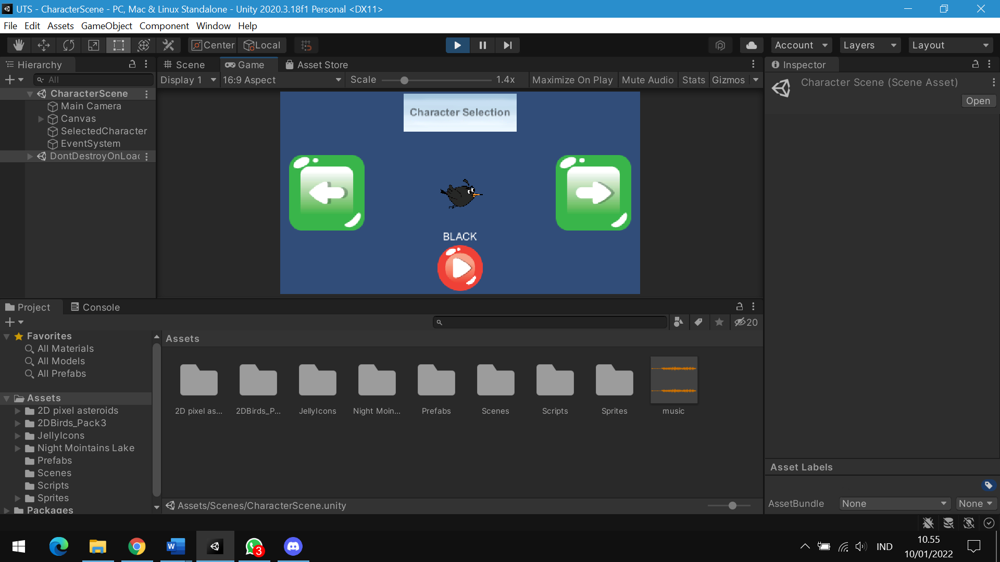 UTS - CharacterScene - PC, Mac & Linux Standalone - Unity 2020.3.18f1 Personal <DX11>
File Edit Assets GameObject Component Window Help
Center Local Account Layers Layout
Hierarchy
All
CharacterScene
Main Camera
Canvas
SelectedCharacter
EventSystem
DontDestroyOnLoad
Scene Game Asset Store
Display 1 16:9 Aspect Scale 1.4x Maximize On Play Mute Audio Stats Gizmos
Character Selection
BLACK
Inspector
Character Scene (Scene Asset)
Open
Project Console
20
Favorites
All Materials
All Models
All Prefabs
Assets
2D pixel asteroids
2DBirds_Pack3
JellyIcons
Night Mointains Lake
Prefabs
Scenes
Scripts
Sprites
Packages
Assets
2D pixel as... 2DBirds_P... JellyIcons Night Moin... Prefabs Scenes Scripts Sprites music
Assets/Scenes/CharacterScene.unity
Asset Labels
AssetBundle None None
W
3
IND
10.55
10/01/2022